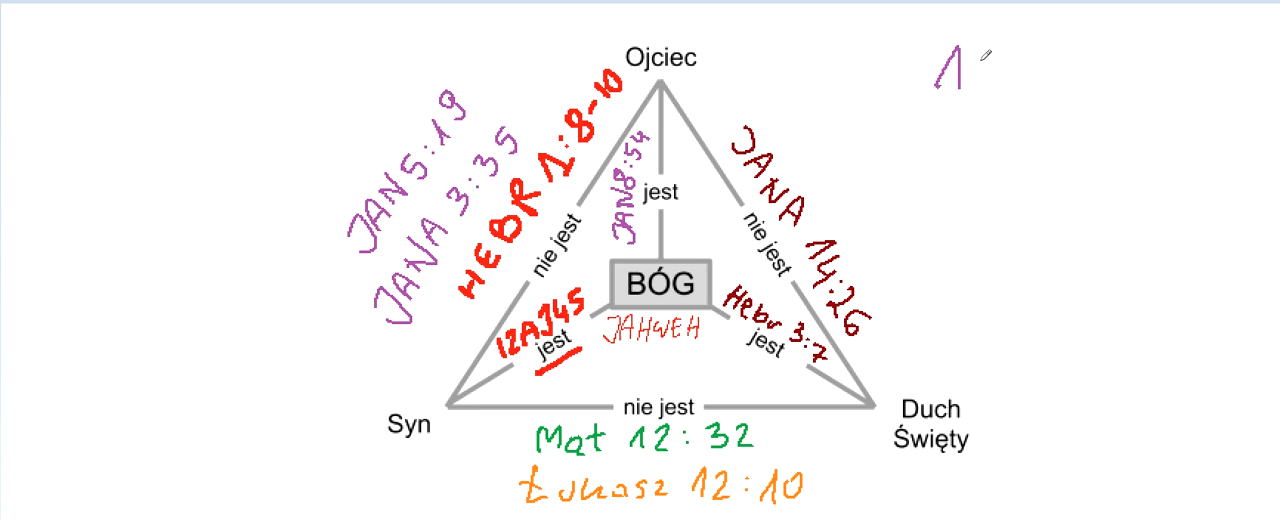 Ojciec
1
JAN 5:19
JANA 3:35
HEBR 1:8-10
nie jest
JAN 8:54
jest
JANA 14:26
nie jest
BÓG
JAHWEH
IZAJ45
jest
Hebr 3:7
jest
Syn
nie jest
Duch
Święty
Mat 12:32
Łukasz 12:10